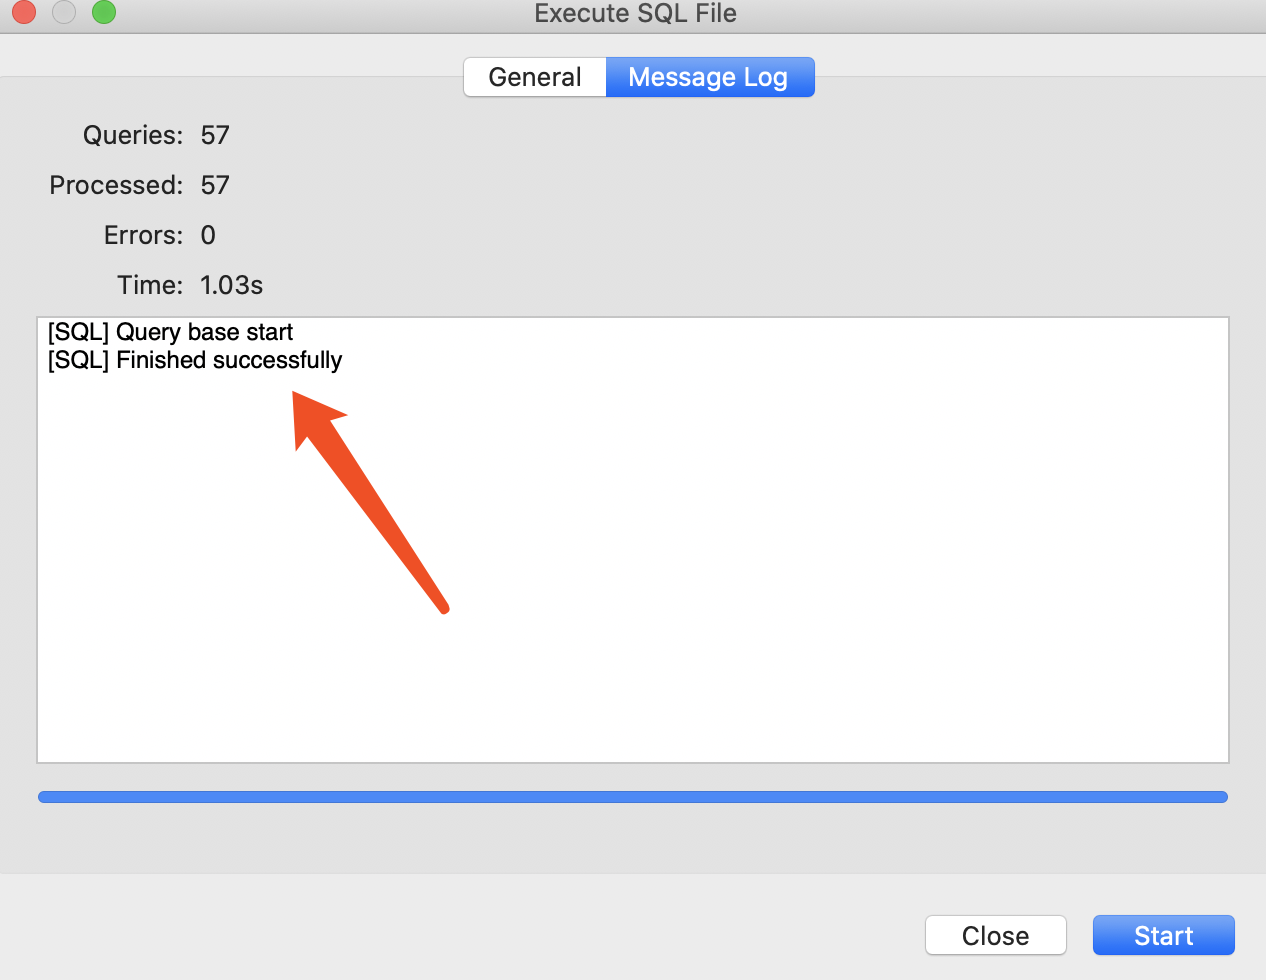 Execute SQL File
General Message Log
Queries: 57
Processed: 57
Errors: 0
Time: 1.03s
[SQL] Query base start
[SQL] Finished successfully
Close Start